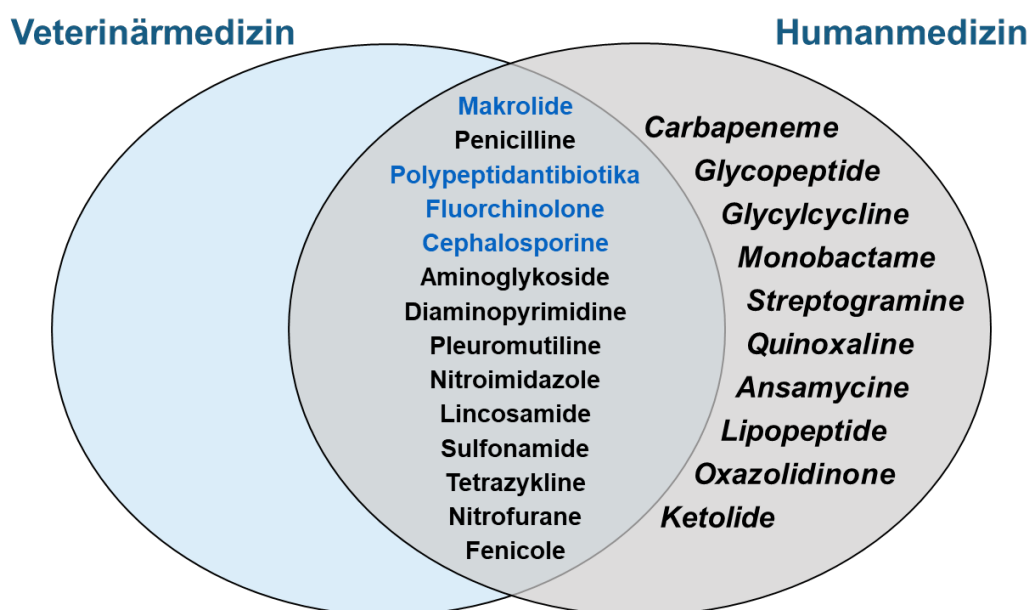 Veterinärmedizin
Humanmedizin
Makrolide
Penicilline
Polypeptidantibiotika
Fluorchinolone
Cephalosporine
Aminoglykoside
Diaminopyrimidine
Pleuromutiline
Nitroimidazole
Lincosamide
Sulfonamide
Tetrazykline
Nitrofurane
Fenicole
Carbapeneme
Glycopeptide
Glycylcycline
Monobactame
Streptogramine
Quinoxaline
Ansamycine
Lipopeptide
Oxazolidinone
Ketolide